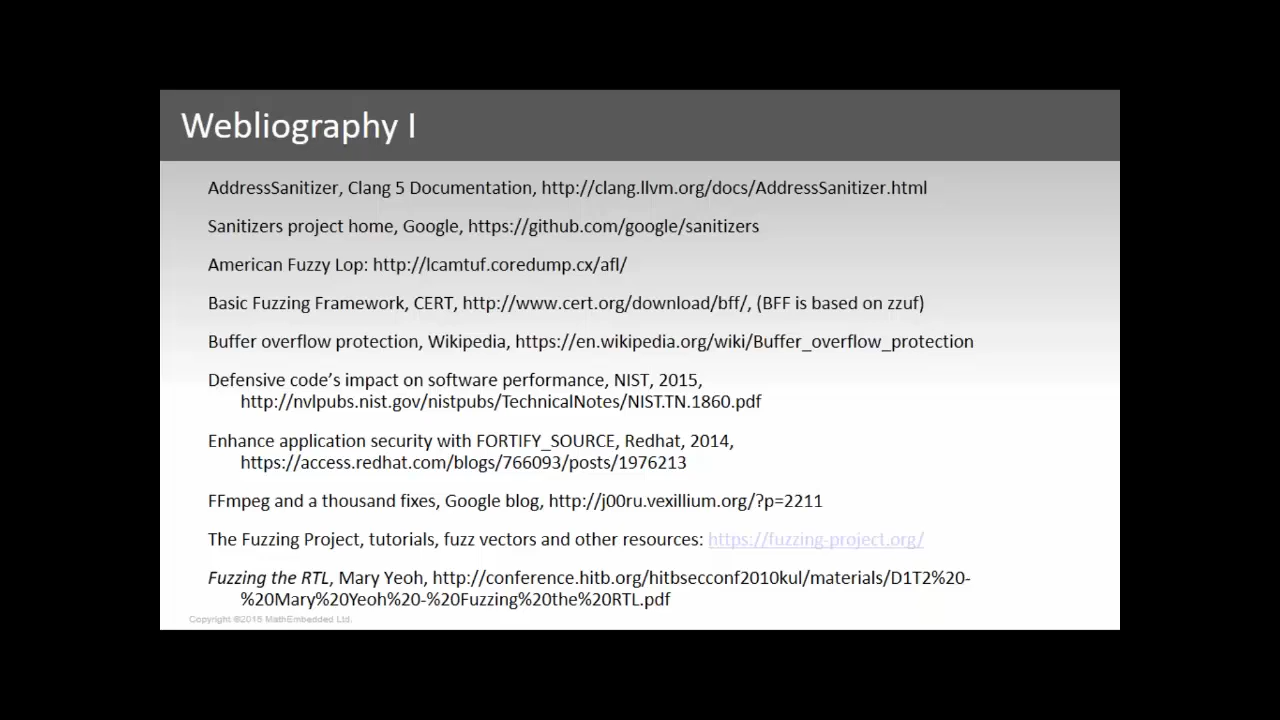 Webliography I
AddressSanitizer, Clang 5 Documentation, http://clang.llvm.org/docs/AddressSanitizer.html
Sanitizers project home, Google, https://github.com/google/sanitizers
American Fuzzy Lop: http://lcamtuf.coredump.cx/afl/
Basic Fuzzing Framework, CERT, http://www.cert.org/download/bff/, (BFF is based on zzuf)
Buffer overflow protection, Wikipedia, https://en.wikipedia.org/wiki/Buffer_overflow_protection
Defensive code’s impact on software performance, NIST, 2015,
http://nvlpubs.nist.gov/nistpubs/TechnicalNotes/NIST.TN.1860.pdf
Enhance application security with FORTIFY_SOURCE, Redhat, 2014,
https://access.redhat.com/blogs/766093/posts/1976213
FFmpeg and a thousand fixes, Google blog, http://j00ru.vexillium.org/?p=2211
The Fuzzing Project, tutorials, fuzz vectors and other resources: https://fuzzing-project.org/
Fuzzing the RTL, Mary Yeoh, http://conference.hitb.org/hitbsecconf2010kul/materials/D1T2%20-
%20Mary%20Yeoh%20-%20Fuzzing%20the%20RTL.pdf
Copyright ©2015 MathEmbedded Ltd.